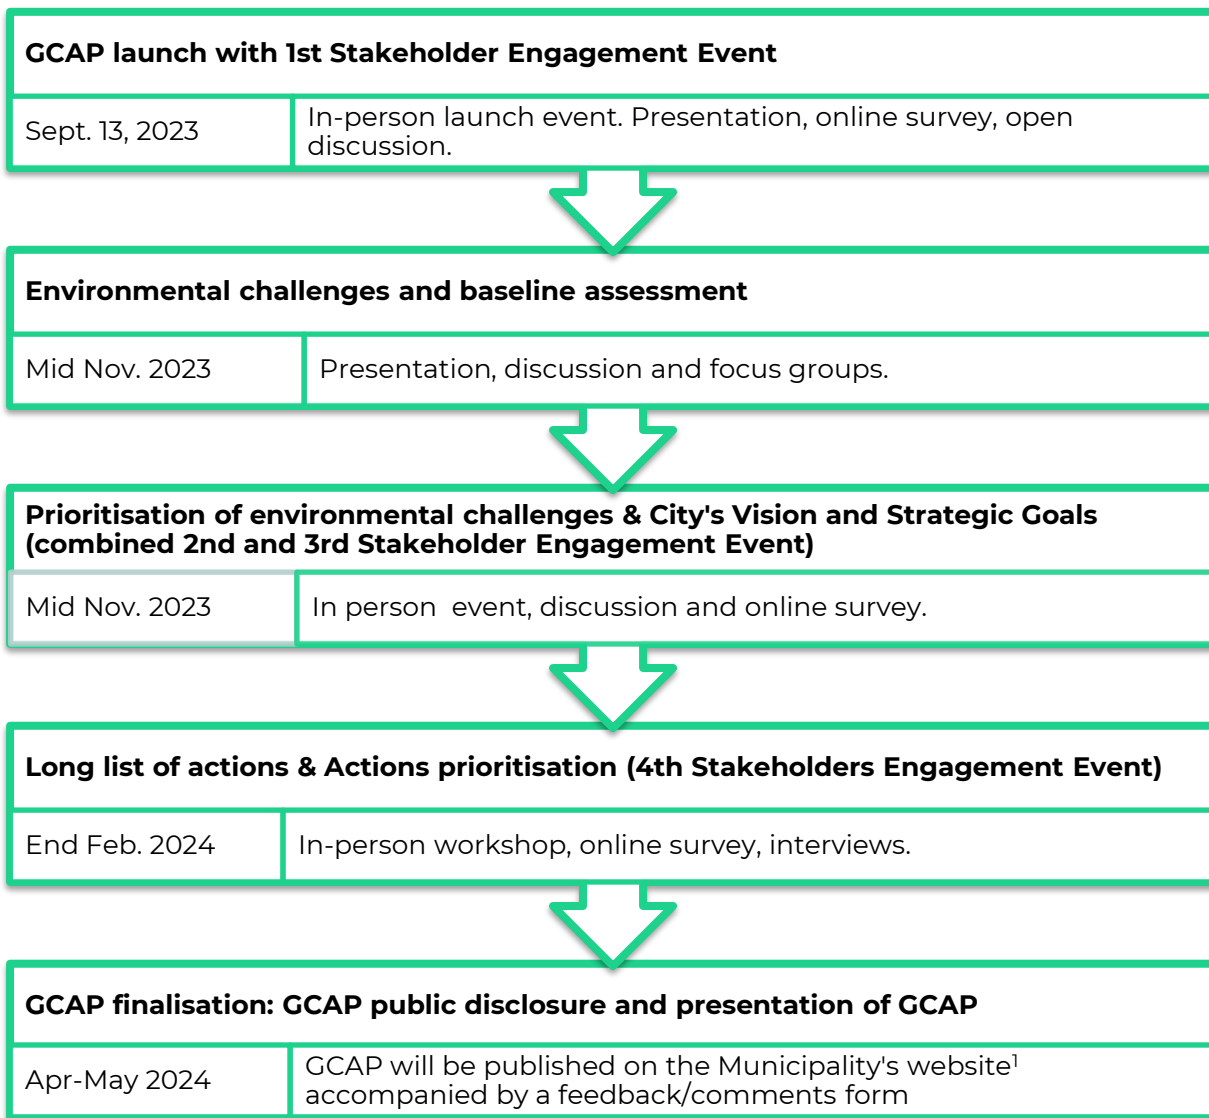 GCAP launch with 1st Stakeholder Engagement Event
Sept. 13, 2023
In-person launch event. Presentation, online survey, open
discussion.
Environmental challenges and baseline assessment
Mid Nov. 2023
Presentation, discussion and focus groups.
Prioritisation of environmental challenges & City's Vision and Strategic Goals
(combined 2nd and 3rd Stakeholder Engagement Event)
Mid Nov. 2023
In person  event, discussion and online survey.
Long list of actions & Actions prioritisation (4th Stakeholders Engagement Event)
End Feb. 2024
In-person workshop, online survey, interviews.
GCAP finalisation: GCAP public disclosure and presentation of GCAP
Apr-May 2024
GCAP will be published on the Municipality's website¹
accompanied by a feedback/comments form